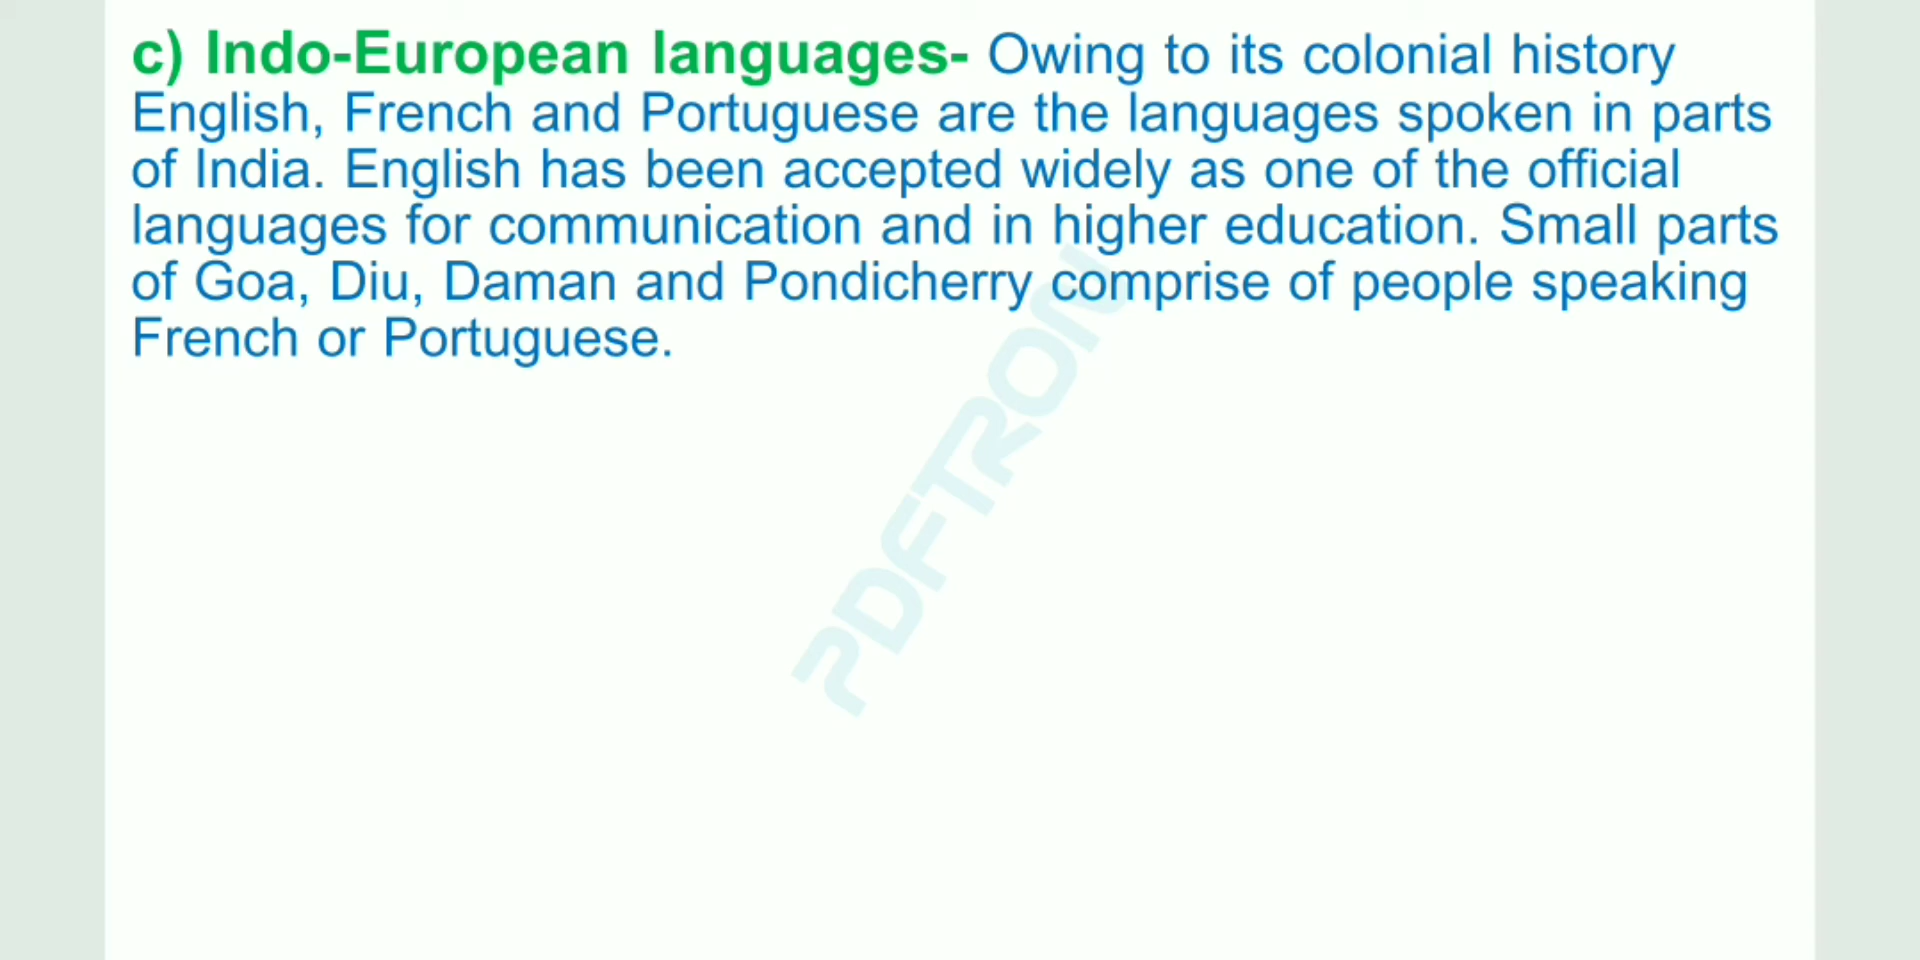 c) Indo-European languages- Owing to its colonial history
English, French and Portuguese are the languages spoken in parts
of India. English has been accepted widely as one of the official
languages for communication and in higher education. Small parts
of Goa, Diu, Daman and Pondicherry comprise of people speaking
French or Portuguese.
PDFTRON